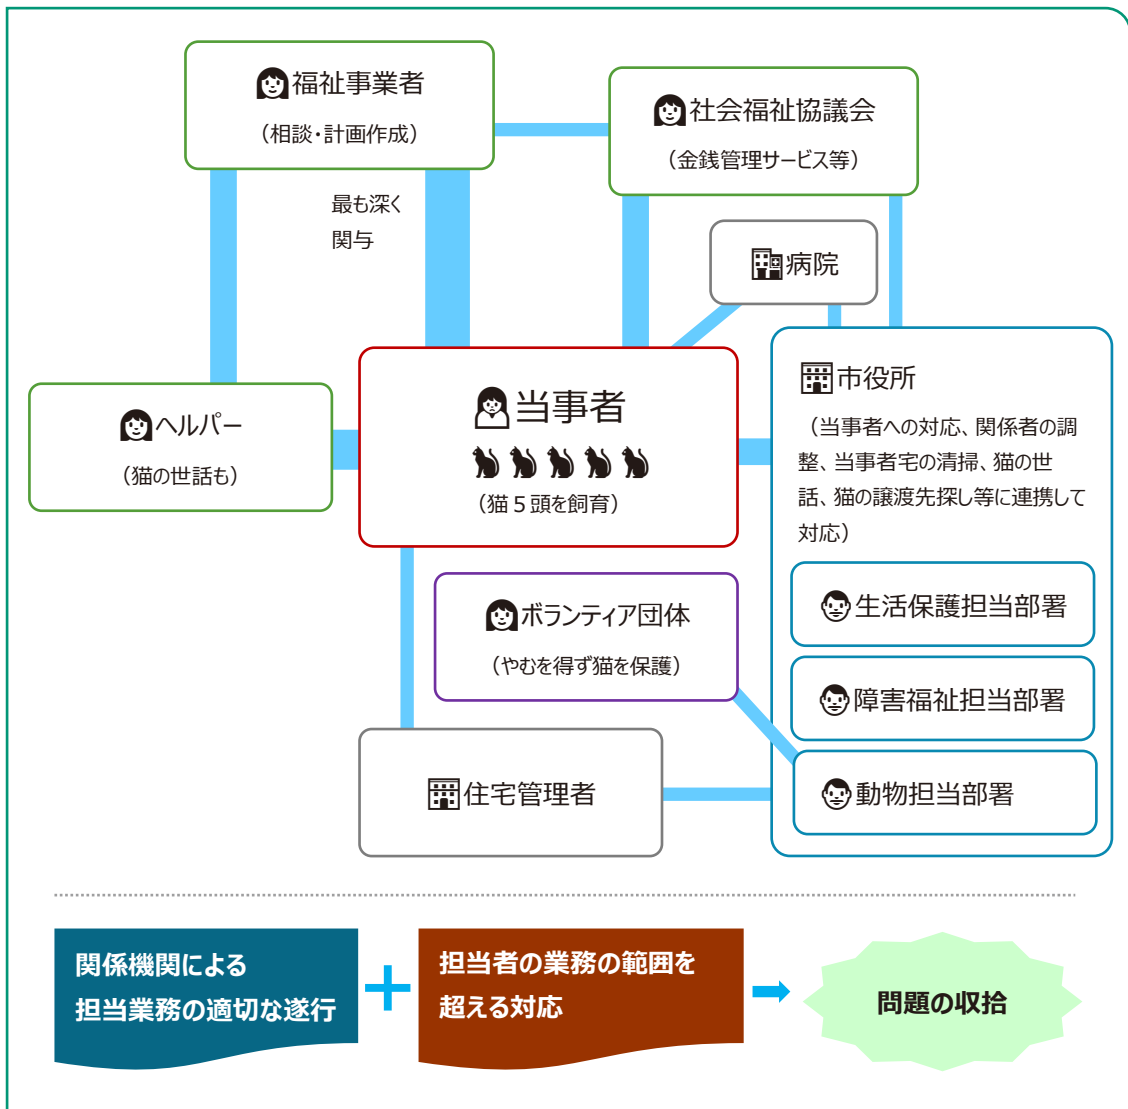 福祉事業者
（相談・計画作成）
社会福祉協議会
（金銭管理サービス等）
最も深く
関与
病院
市役所
（当事者への対応、関係者の調
整、当事者宅の清掃、猫の世
話、猫の譲渡先探し等に連携して
対応）
ヘルパー
（猫の世話も）
当事者
（猫５頭を飼育）
ボランティア団体
（やむを得ず猫を保護）
生活保護担当部署
障害福祉担当部署
動物担当部署
住宅管理者
関係機関による
担当業務の適切な遂行
＋
担当者の業務の範囲を
超える対応
問題の収拾